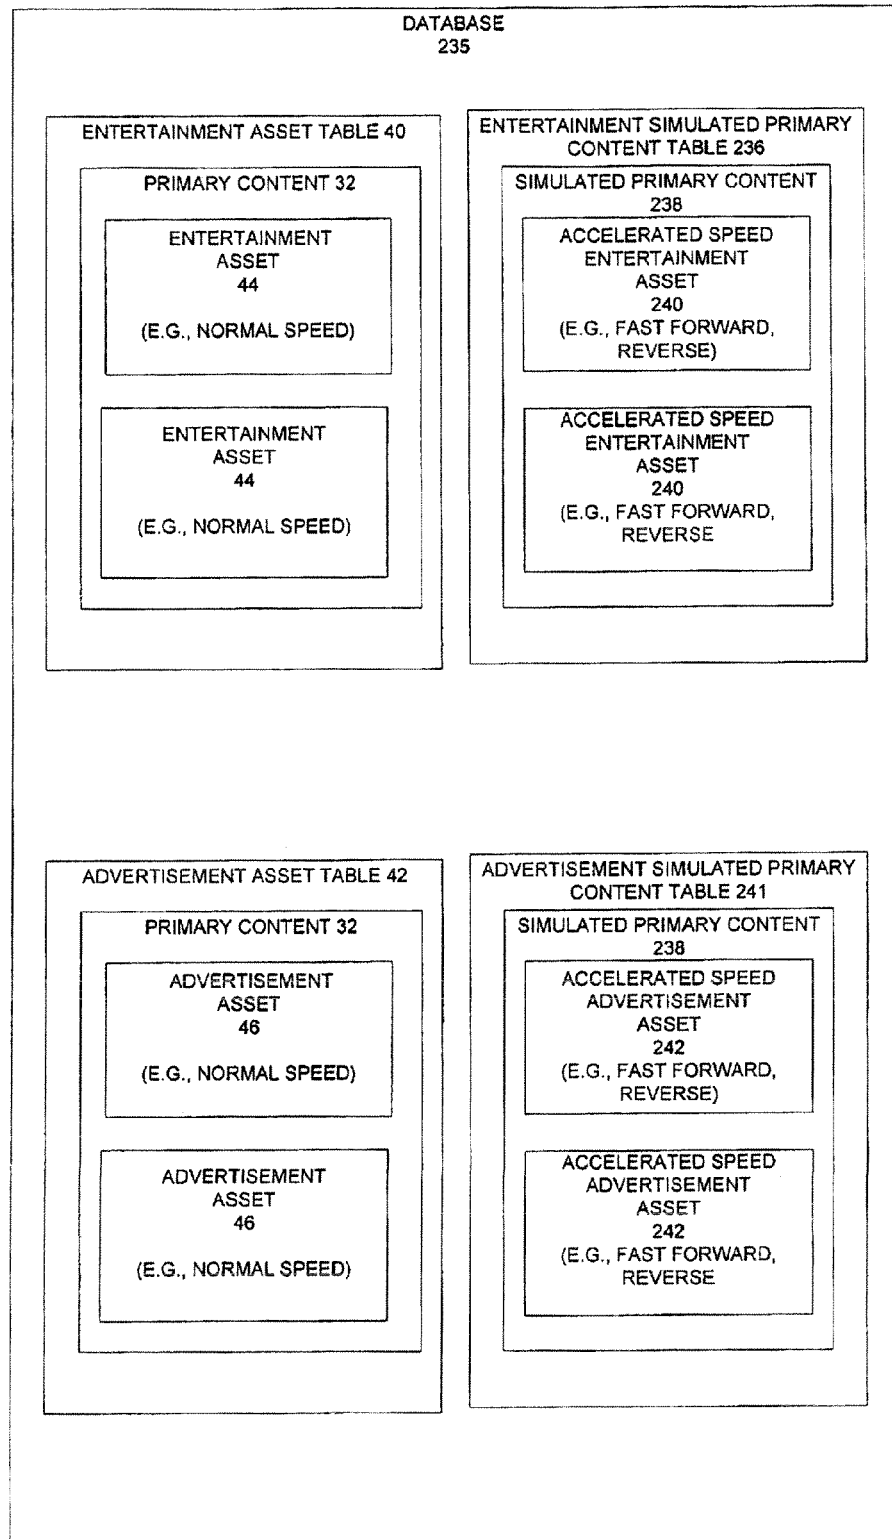 DATABASE
235
ENTERTAINMENT ASSET TABLE 40
PRIMARY CONTENT 32
ENTERTAINMENT
ASSET
44
(E.G., NORMAL SPEED)
ENTERTAINMENT
ASSET
44
(E.G., NORMAL SPEED)
ENTERTAINMENT SIMULATED PRIMARY
CONTENT TABLE 236
SIMULATED PRIMARY CONTENT
238
ACCELERATED SPEED
ENTERTAINMENT
ASSET
240
(E.G., FAST FORWARD,
REVERSE)
ACCELERATED SPEED
ENTERTAINMENT
ASSET
240
(E.G., FAST FORWARD,
REVERSE
ADVERTISEMENT ASSET TABLE 42
PRIMARY CONTENT 32
ADVERTISEMENT
ASSET
46
(E.G., NORMAL SPEED)
ADVERTISEMENT
ASSET
46
(E.G., NORMAL SPEED)
ADVERTISEMENT SIMULATED PRIMARY
CONTENT TABLE 241
SIMULATED PRIMARY CONTENT
238
ACCELERATED SPEED
ADVERTISEMENT
ASSET
242
(E.G., FAST FORWARD,
REVERSE)
ACCELERATED SPEED
ADVERTISEMENT
ASSET
242
(E.G., FAST FORWARD,
REVERSE